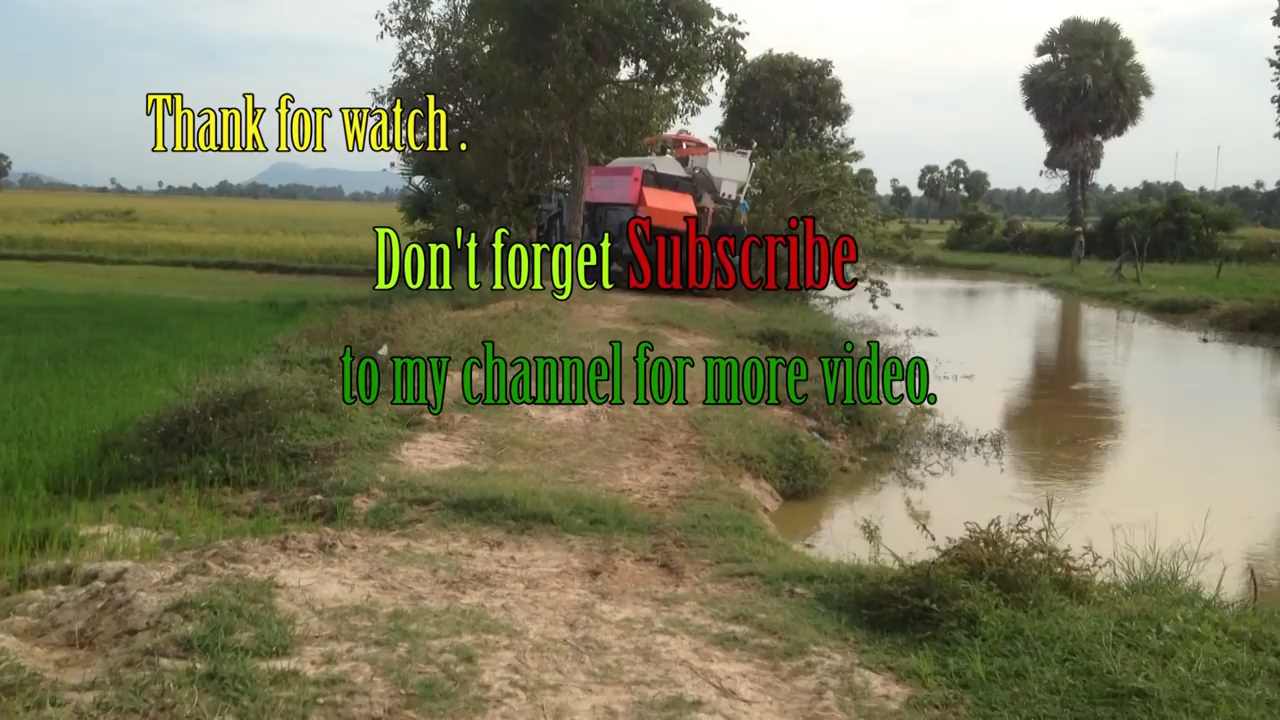 Thank for watch .
Don't forget Subscribe
to my channel for more video.